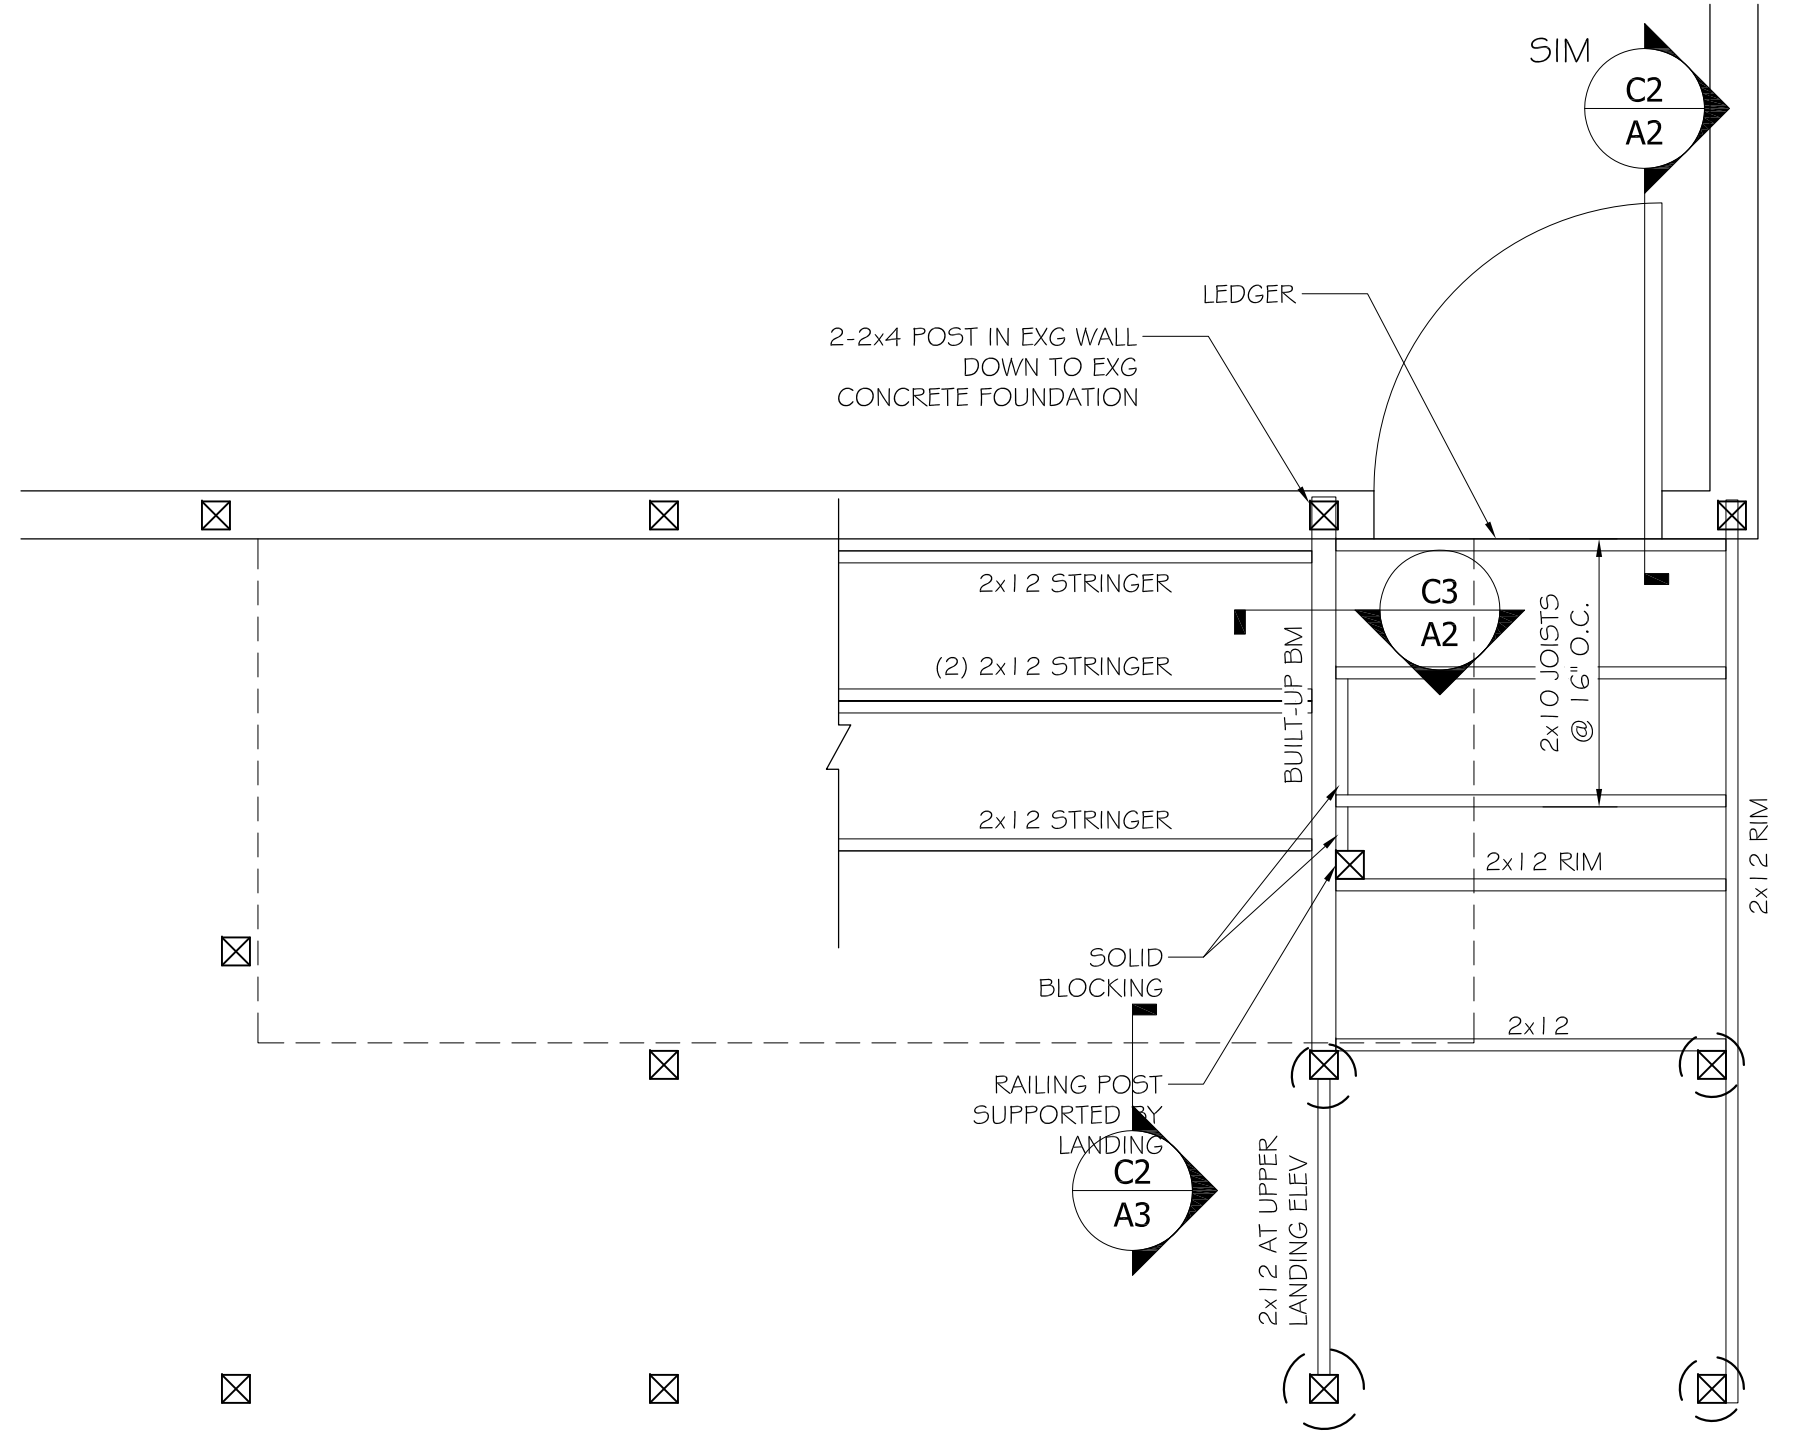 SIM
C2
A2
LEDGER
2-2x4 POST IN EXG WALL
DOWN TO EXG
CONCRETE FOUNDATION
2x12 STRINGER
C3
A2
(2) 2x12 STRINGER
BUILT-UP BM
2x10 JOISTS
@ 16" O.C.
2x12 STRINGER
2x12 RIM
2x12 RIM
SOLID
BLOCKING
2x12
RAILING POST
SUPPORTED BY
LANDING
C2
A3
2x12 AT UPPER
LANDING ELEV